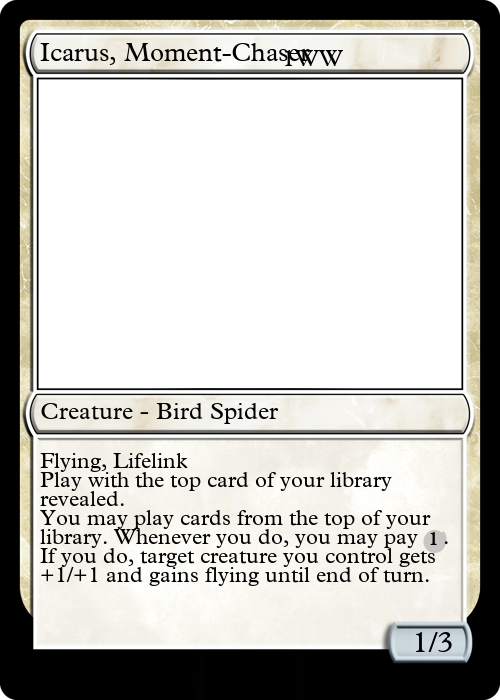 Icarus, Moment-Chaser 1WW
Creature - Bird Spider
Flying, Lifelink
Play with the top card of your library
revealed.
You may play cards from the top of your
library. Whenever you do, you may pay 1.
If you do, target creature you control gets
+1/+1 and gains flying until end of turn.
1/3